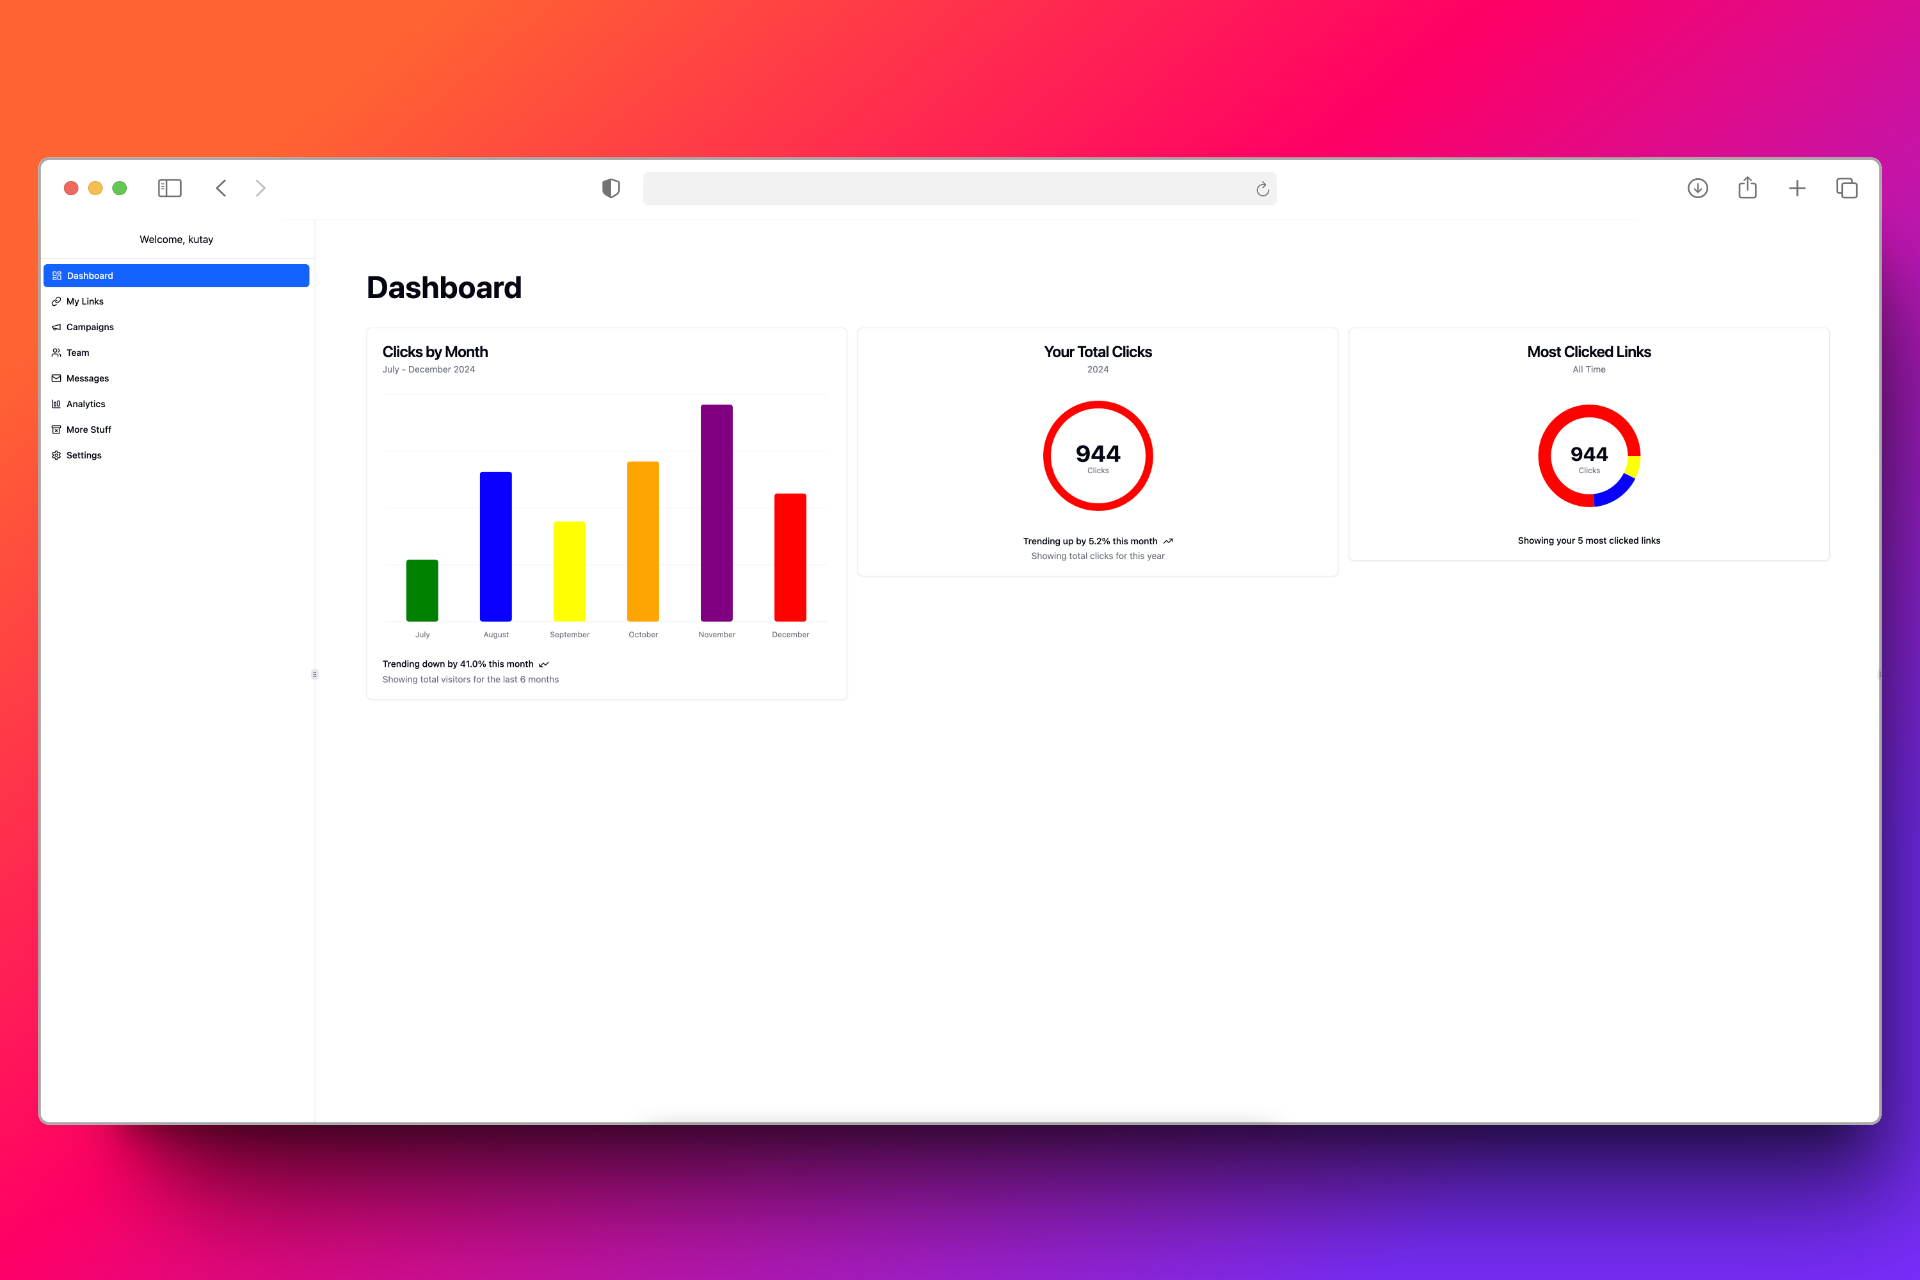 Welcome, kutay
Dashboard
My Links
Campaigns
Team
Messages
Analytics
More Stuff
Settings
Dashboard
Clicks by Month
July - December 2024
July
August
September
October
November
December
Trending down by 41.0% this month
Showing total visitors for the last 6 months
Your Total Clicks
2024
944
Clicks
Trending up by 5.2% this month
Showing total clicks for this year
Most Clicked Links
All Time
944
Clicks
Showing your 5 most clicked links